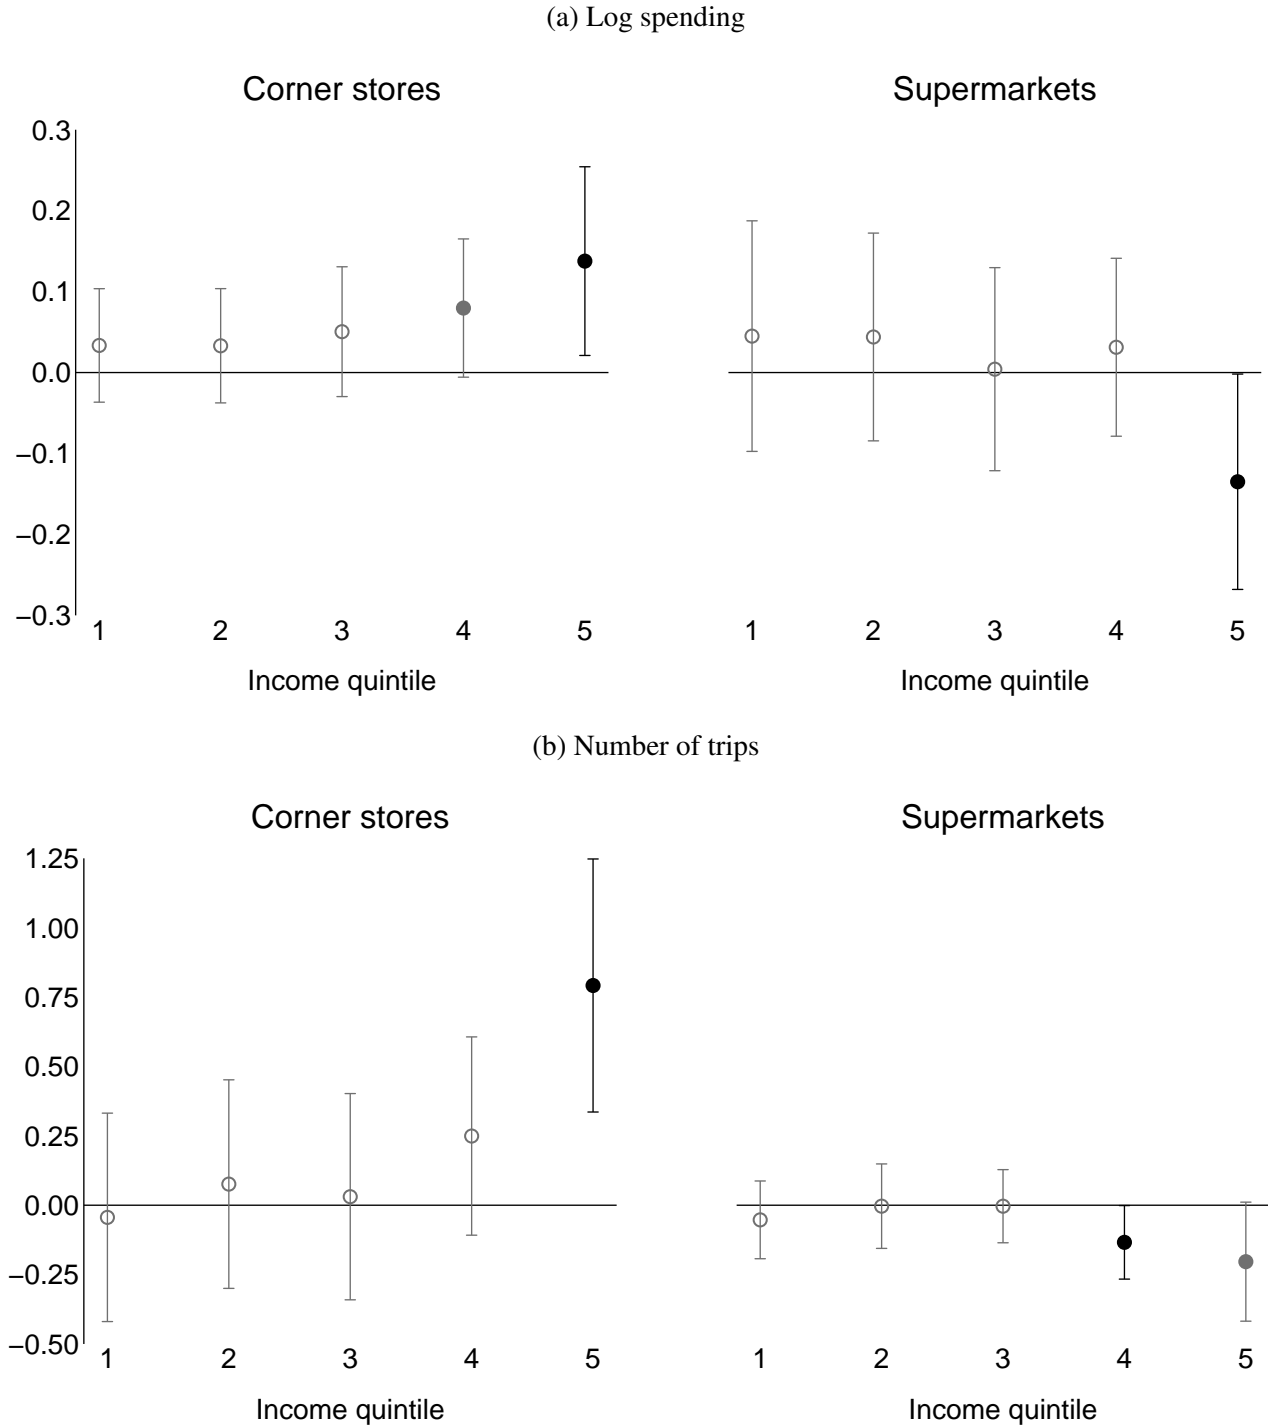 (a) Log spending
Corner stores
Supermarkets
0.3
0.2
0.1
0.0
−0.1
−0.2
−0.3
1 2 3 4 5
1 2 3 4 5
Income quintile
Income quintile
(b) Number of trips
Corner stores
Supermarkets
1.25
1.00
0.75
0.50
0.25
0.00
−0.25
−0.50
1 2 3 4 5
1 2 3 4 5
Income quintile
Income quintile